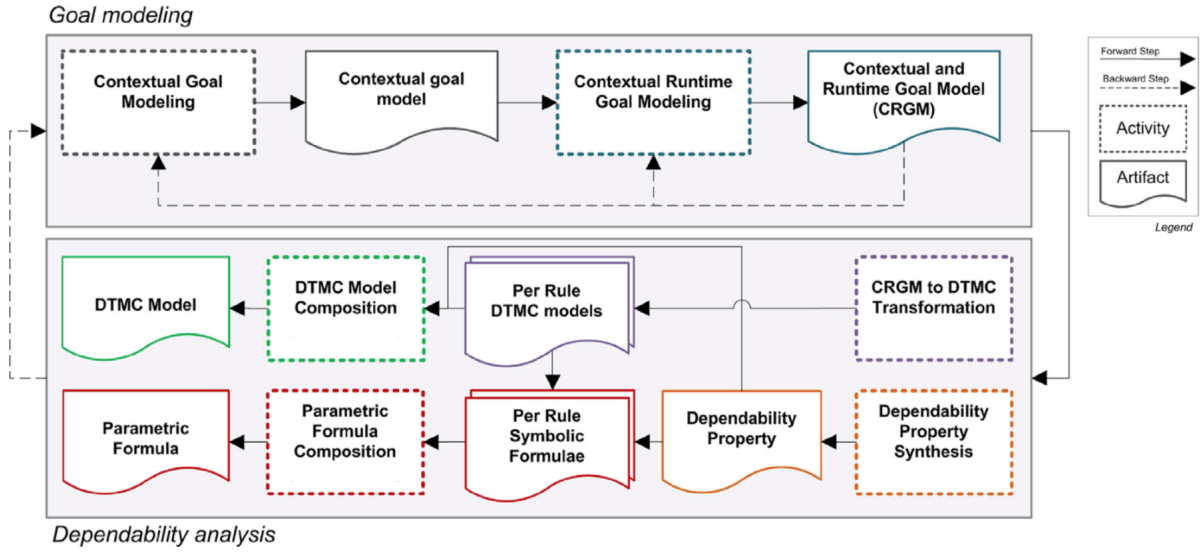 Goal modeling
Contextual Goal
Modeling
Contextual goal
model
Contextual Runtime
Goal Modeling
Contextual and
Runtime Goal Model
(CRGM)
Forward Step
Backward Step
Activity
Artifact
Legend
DTMC Model
DTMC Model
Composition
Per Rule
DTMC models
CRGM to DTMC
Transformation
Parametric
Formula
Parametric
Formula
Composition
Per Rule
Symbolic
Formulae
Dependability
Property
Dependability
Property
Synthesis
Dependability analysis